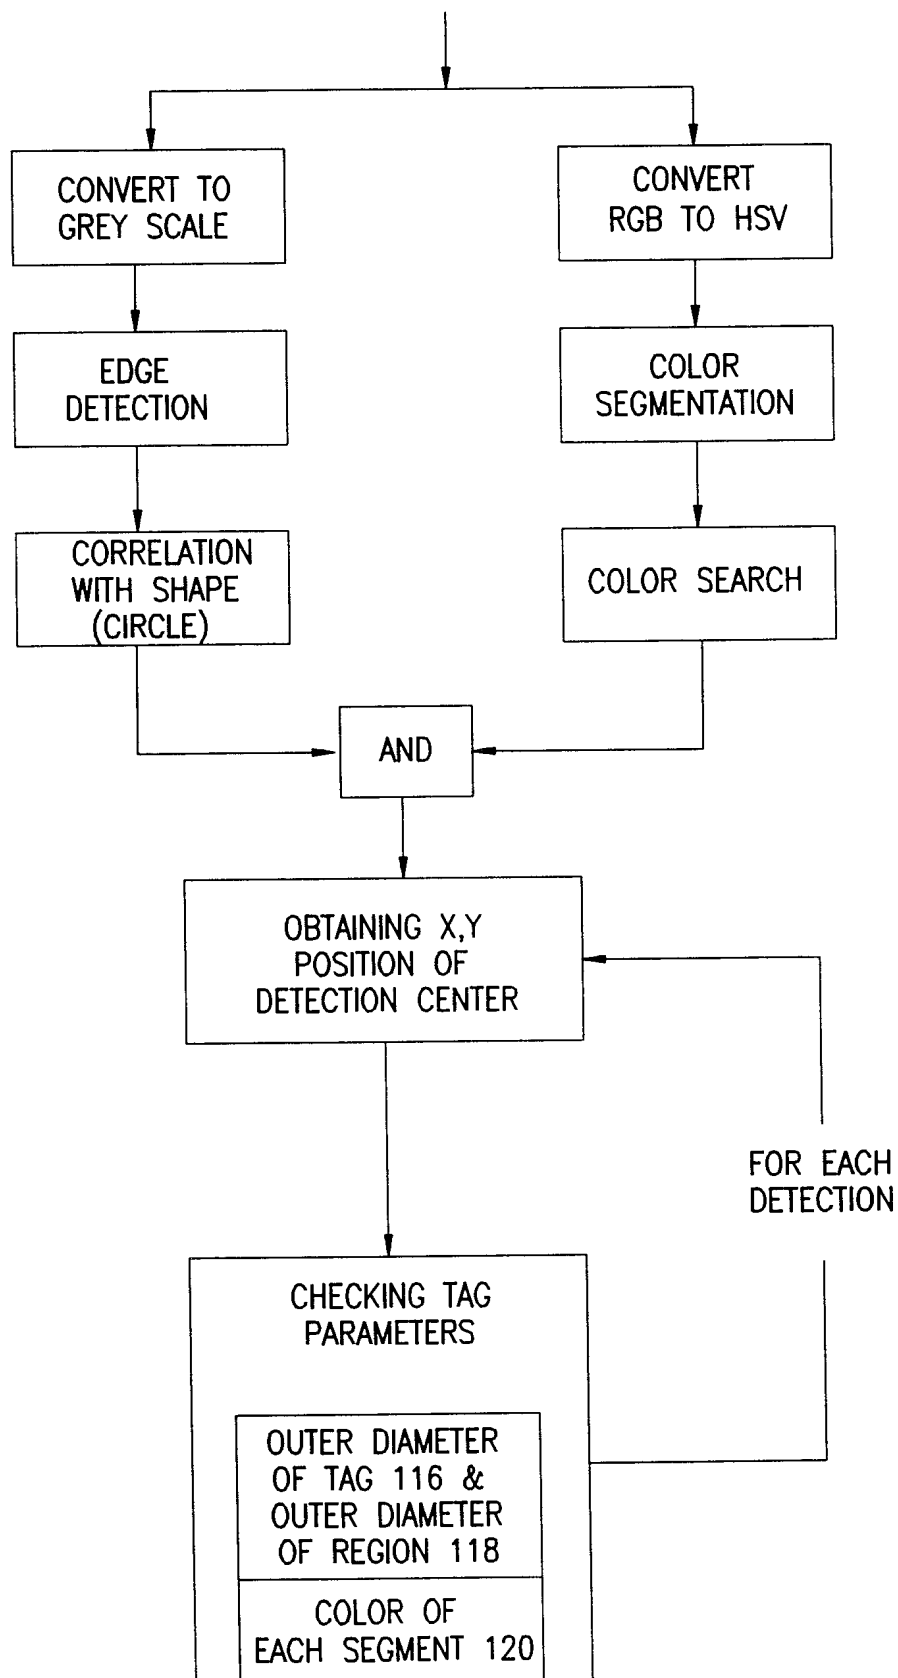 CONVERT TO
GREY SCALE
EDGE
DETECTION
CORRELATION
WITH SHAPE
(CIRCLE)
CONVERT
RGB TO HSV
COLOR
SEGMENTATION
COLOR SEARCH
AND
OBTAINING X,Y
POSITION OF
DETECTION CENTER
FOR EACH
DETECTION
CHECKING TAG
PARAMETERS
OUTER DIAMETER
OF TAG 116 &
OUTER DIAMETER
OF REGION 118
COLOR OF
EACH SEGMENT 120